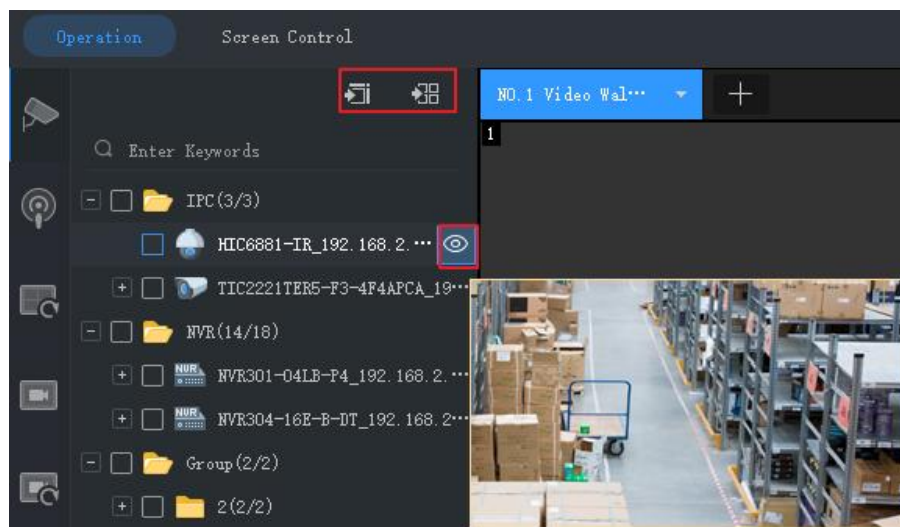 Operation Screen Control
NO.1 Video Wal···
1
Enter Keywords
IPC(3/3)
HIC6881-IR_192.168.2.···
TIC2221TER5-F3-4F4APCA_19···
NVR(14/18)
NVR NVR301-04LB-P4_192.168.2.···
NVR NVR304-16E-B-DT_192.168.2···
Group(2/2)
2(2/2)